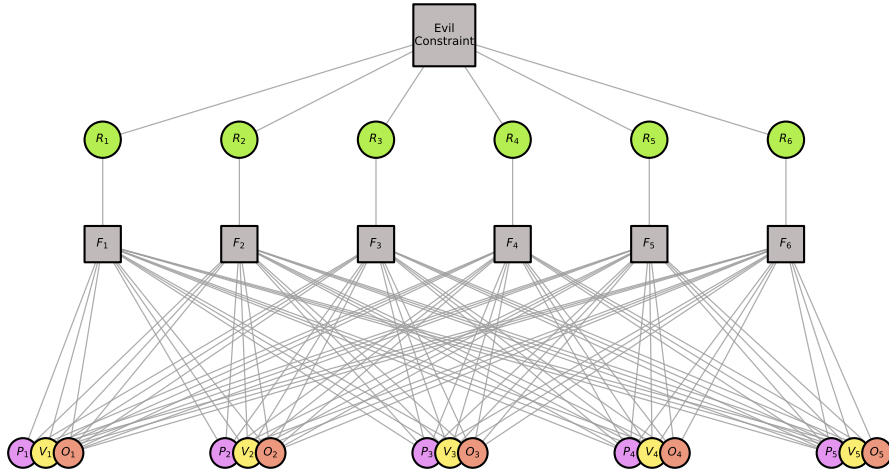 Evil
Constraint
R₁ R₂ R₃ R₄ R₅ R₆
F₁ F₂ F₃ F₄ F₅ F₆
P₁ V₁ O₁ P₂ V₂ O₂ P₃ V₃ O₃ P₄ V₄ O₄ P₅ V₅ O₅